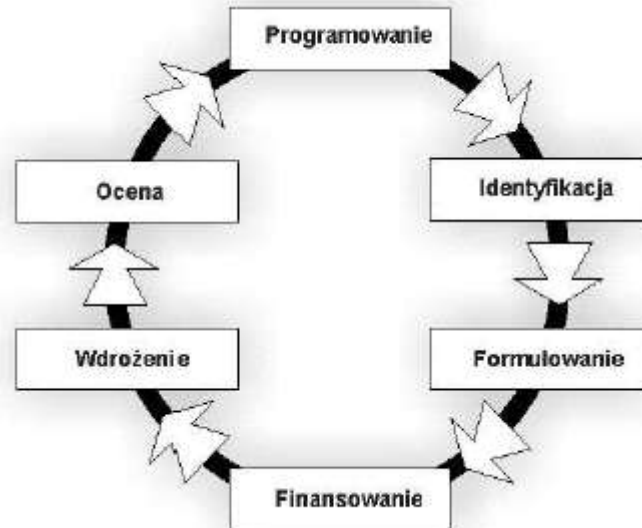 Programowanie
Ocena
Identyfikacja
Wdrożenie
Formułowanie
Finansowanie